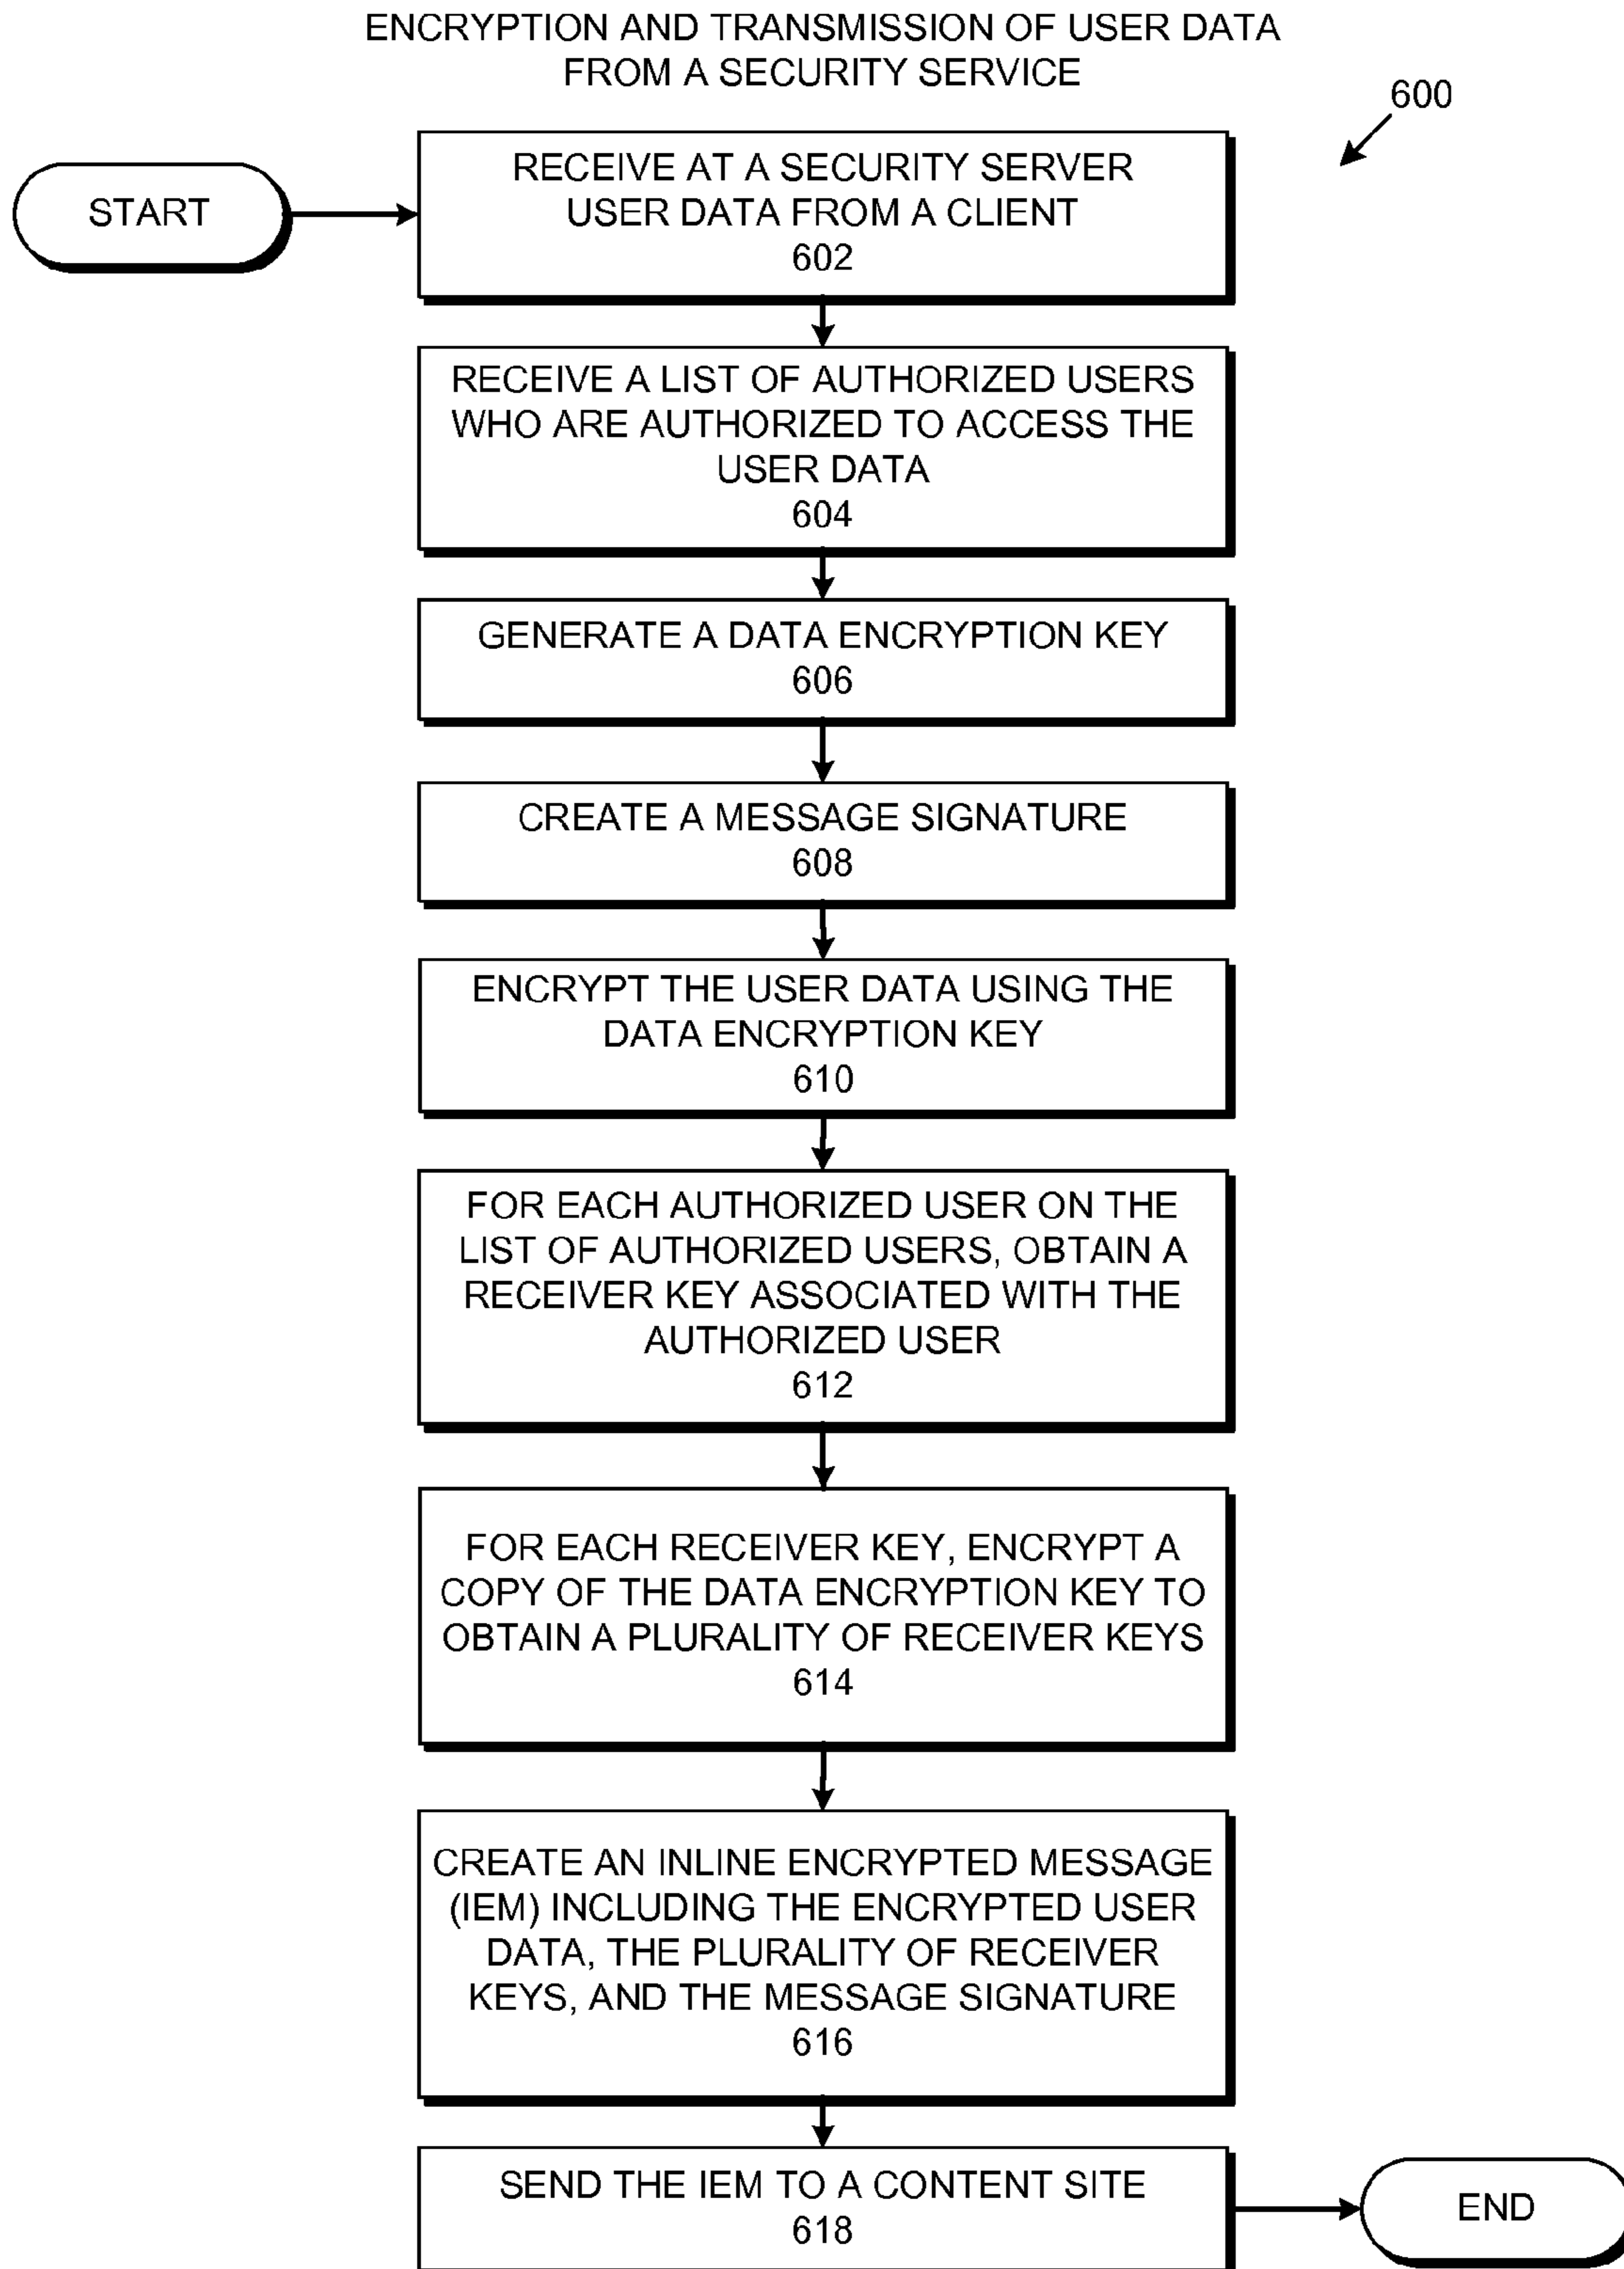 ENCRYPTION AND TRANSMISSION OF USER DATA
FROM A SECURITY SERVICE
600
START
RECEIVE AT A SECURITY SERVER
USER DATA FROM A CLIENT
602
RECEIVE A LIST OF AUTHORIZED USERS
WHO ARE AUTHORIZED TO ACCESS THE
USER DATA
604
GENERATE A DATA ENCRYPTION KEY
606
CREATE A MESSAGE SIGNATURE
608
ENCRYPT THE USER DATA USING THE
DATA ENCRYPTION KEY
610
FOR EACH AUTHORIZED USER ON THE
LIST OF AUTHORIZED USERS, OBTAIN A
RECEIVER KEY ASSOCIATED WITH THE
AUTHORIZED USER
612
FOR EACH RECEIVER KEY, ENCRYPT A
COPY OF THE DATA ENCRYPTION KEY TO
OBTAIN A PLURALITY OF RECEIVER KEYS
614
CREATE AN INLINE ENCRYPTED MESSAGE
(IEM) INCLUDING THE ENCRYPTED USER
DATA, THE PLURALITY OF RECEIVER
KEYS, AND THE MESSAGE SIGNATURE
616
SEND THE IEM TO A CONTENT SITE
618
END